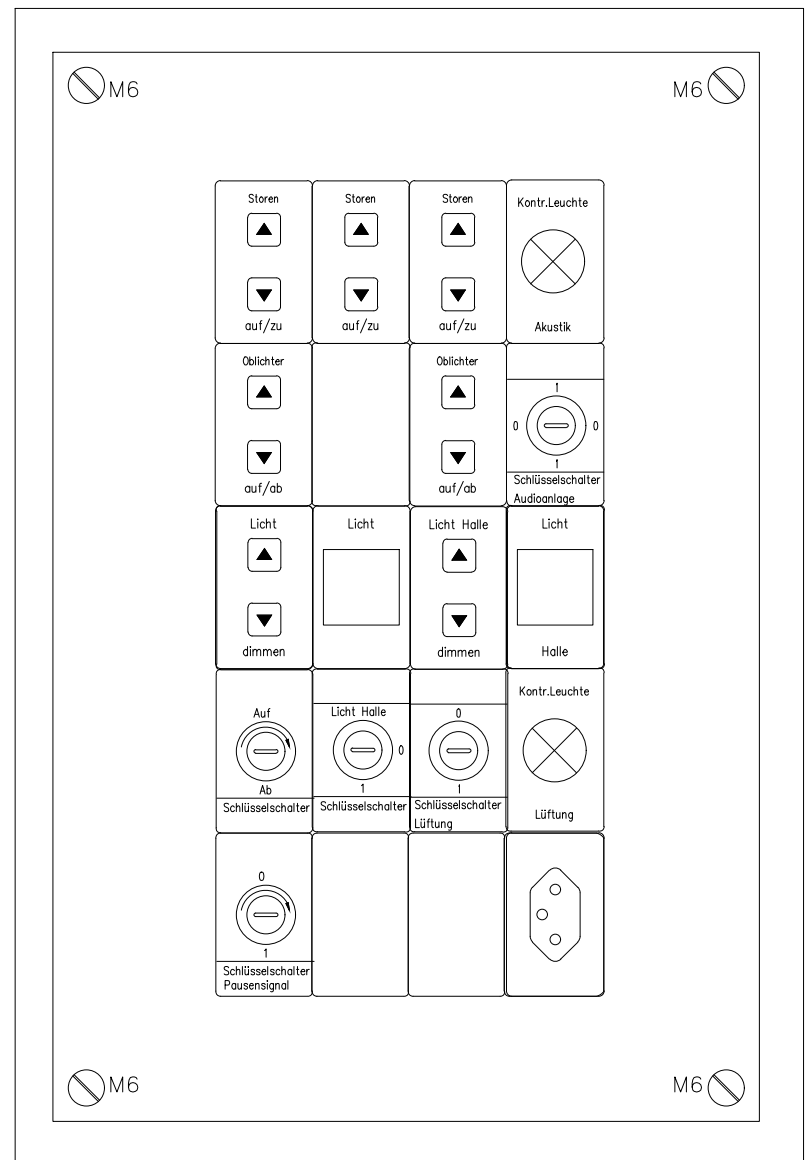 M6 M6
Storen Storen Storen Kontr.Leuchte
auf/zu auf/zu auf/zu Akustik
Oblichter Oblichter
1
0 0
1
auf/ab auf/ab Schlüsselschalter
Audioanlage
Licht Licht Licht Halle Licht
dimmen dimmen Halle
Kontr.Leuchte
Auf Licht Halle 0
0
Ab 1 1
Schlüsselschalter Schlüsselschalter Schlüsselschalter Lüftung
Lüftung
0
1
Schlüsselschalter
Pausensignal
M6 M6